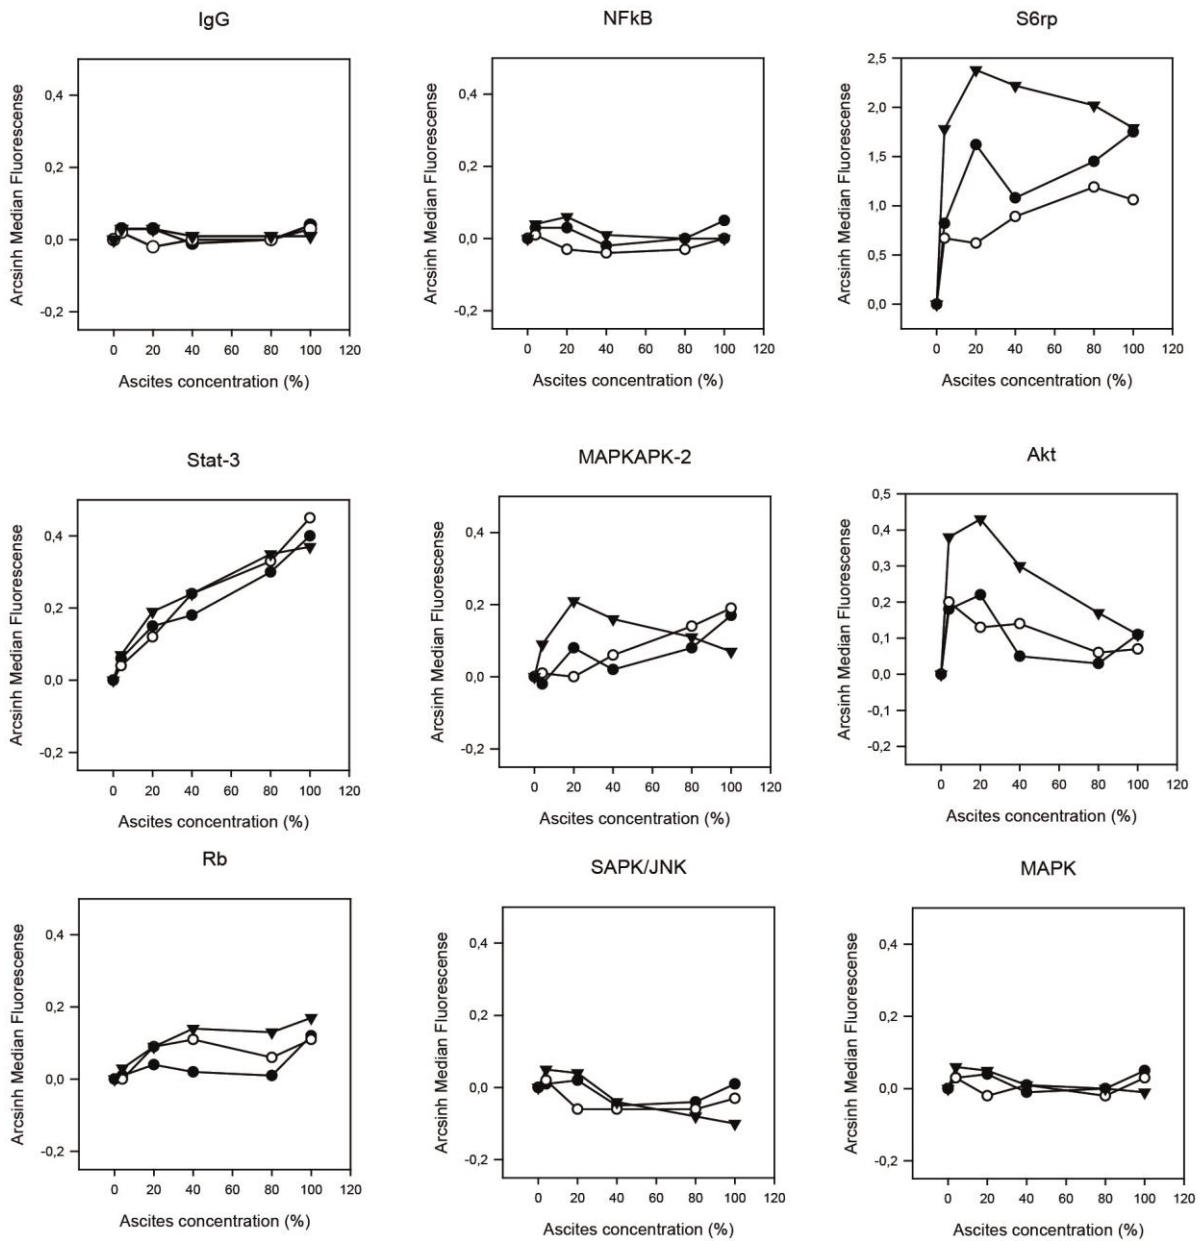 IgG
NFkB
S6rp
Arcsinh Median Fluorescense
0,4
0,2
0,0
-0,2
0 20 40 60 80 100 120
Ascites concentration (%)
Arcsinh Median Fluorescense
0,4
0,2
0,0
-0,2
0 20 40 60 80 100 120
Ascites concentration (%)
Arcsinh Median Fluorescense
2,5
2,0
1,5
1,0
0,5
0,0
0 20 40 60 80 100 120
Ascites concentration (%)
Stat-3
MAPKAPK-2
Akt
Arcsinh Median Fluorescense
0,4
0,2
0,0
-0,2
0 20 40 60 80 100 120
Ascites concentration (%)
Arcsinh Median Fluorescense
0,4
0,2
0,0
-0,2
0 20 40 60 80 100 120
Ascites concentration (%)
Arcsinh Median Fluorescense
0,5
0,4
0,3
0,2
0,1
0,0
-0,1
-0,2
0 20 40 60 80 100 120
Ascites concentration (%)
Rb
SAPK/JNK
MAPK
Arcsinh Median Fluorescense
0,4
0,2
0,0
-0,2
0 20 40 60 80 100 120
Ascites concentration (%)
Arcsinh Median Fluorescense
0,4
0,2
0,0
-0,2
0 20 40 60 80 100 120
Ascites concentration (%)
Arcsinh Median Fluorescense
0,4
0,2
0,0
-0,2
0 20 40 60 80 100 120
Ascites concentration (%)